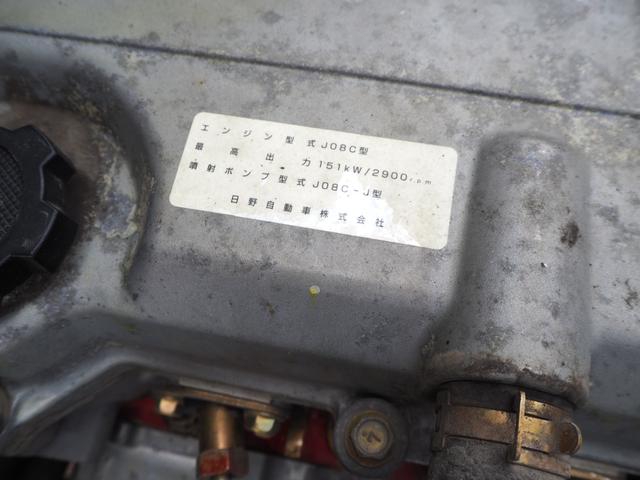 エンジン型式J08C型
最高出力151kW/2900r.p.m
噴射ポンプ型式J08C-J型
日野自動車株式会社